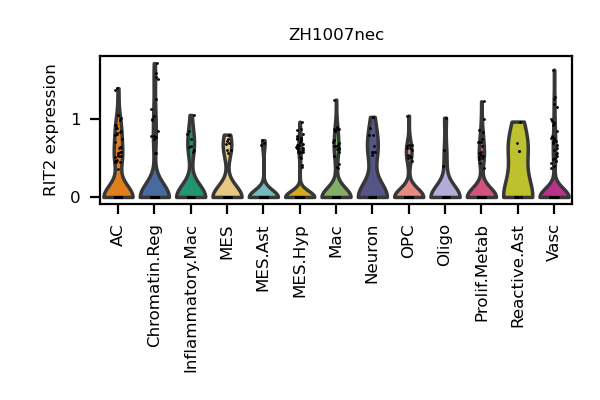 ZH1007nec
RIT2 expression
1
0
AC
Chromatin.Reg
Inflammatory.Mac
MES
MES.Ast
MES.Hyp
Mac
Neuron
OPC
Oligo
Prolif.Metab
Reactive.Ast
Vasc